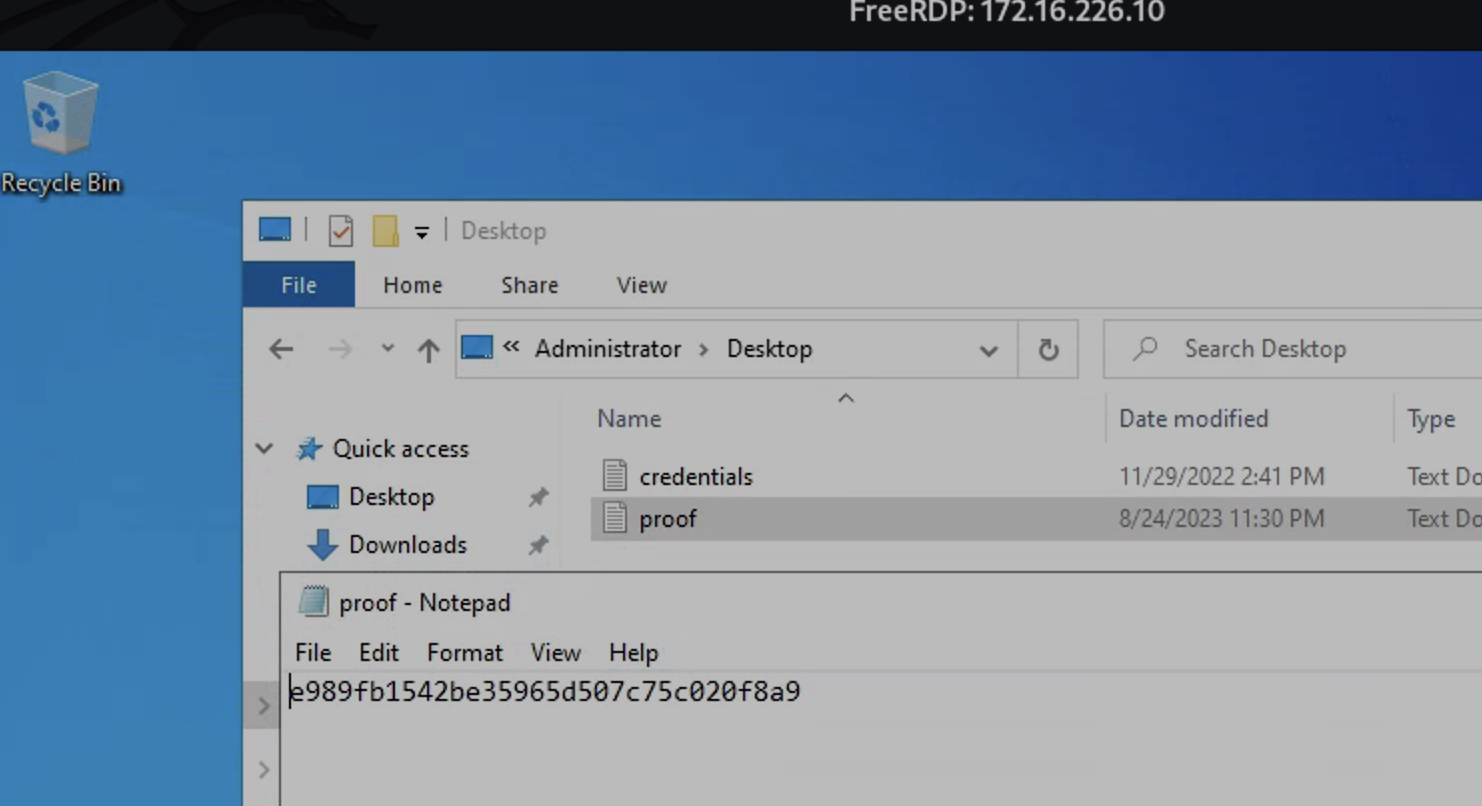 FreeRDP: 172.16.226.10
Recycle Bin
Desktop
File Home Share View
« Administrator › Desktop
Search Desktop
Name Date modified Type
Quick access
credentials 11/29/2022 2:41 PM Text Do
Desktop
proof 8/24/2023 11:30 PM Text Do
Downloads
proof - Notepad
File Edit Format View Help
e989fb1542be35965d507c75c020f8a9